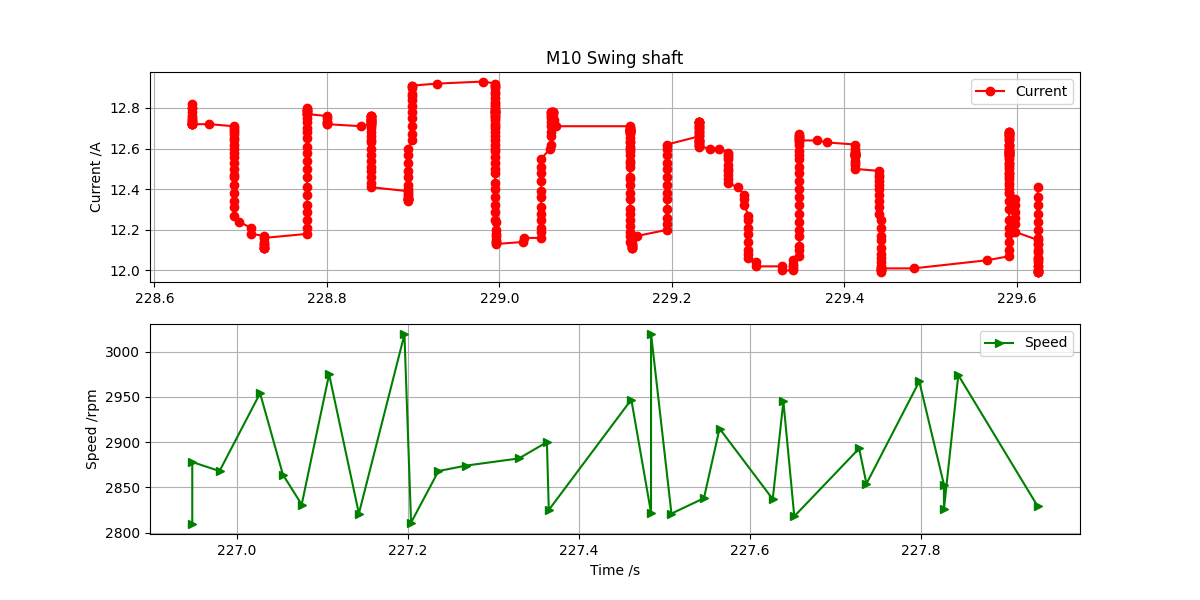 M10 Swing shaft
Current /A
12.8
12.6
12.4
12.2
12.0
Current
228.6 228.8 229.0 229.2 229.4 229.6
Speed /rpm
3000
2950
2900
2850
2800
Speed
227.0 227.2 227.4 227.6 227.8
Time /s